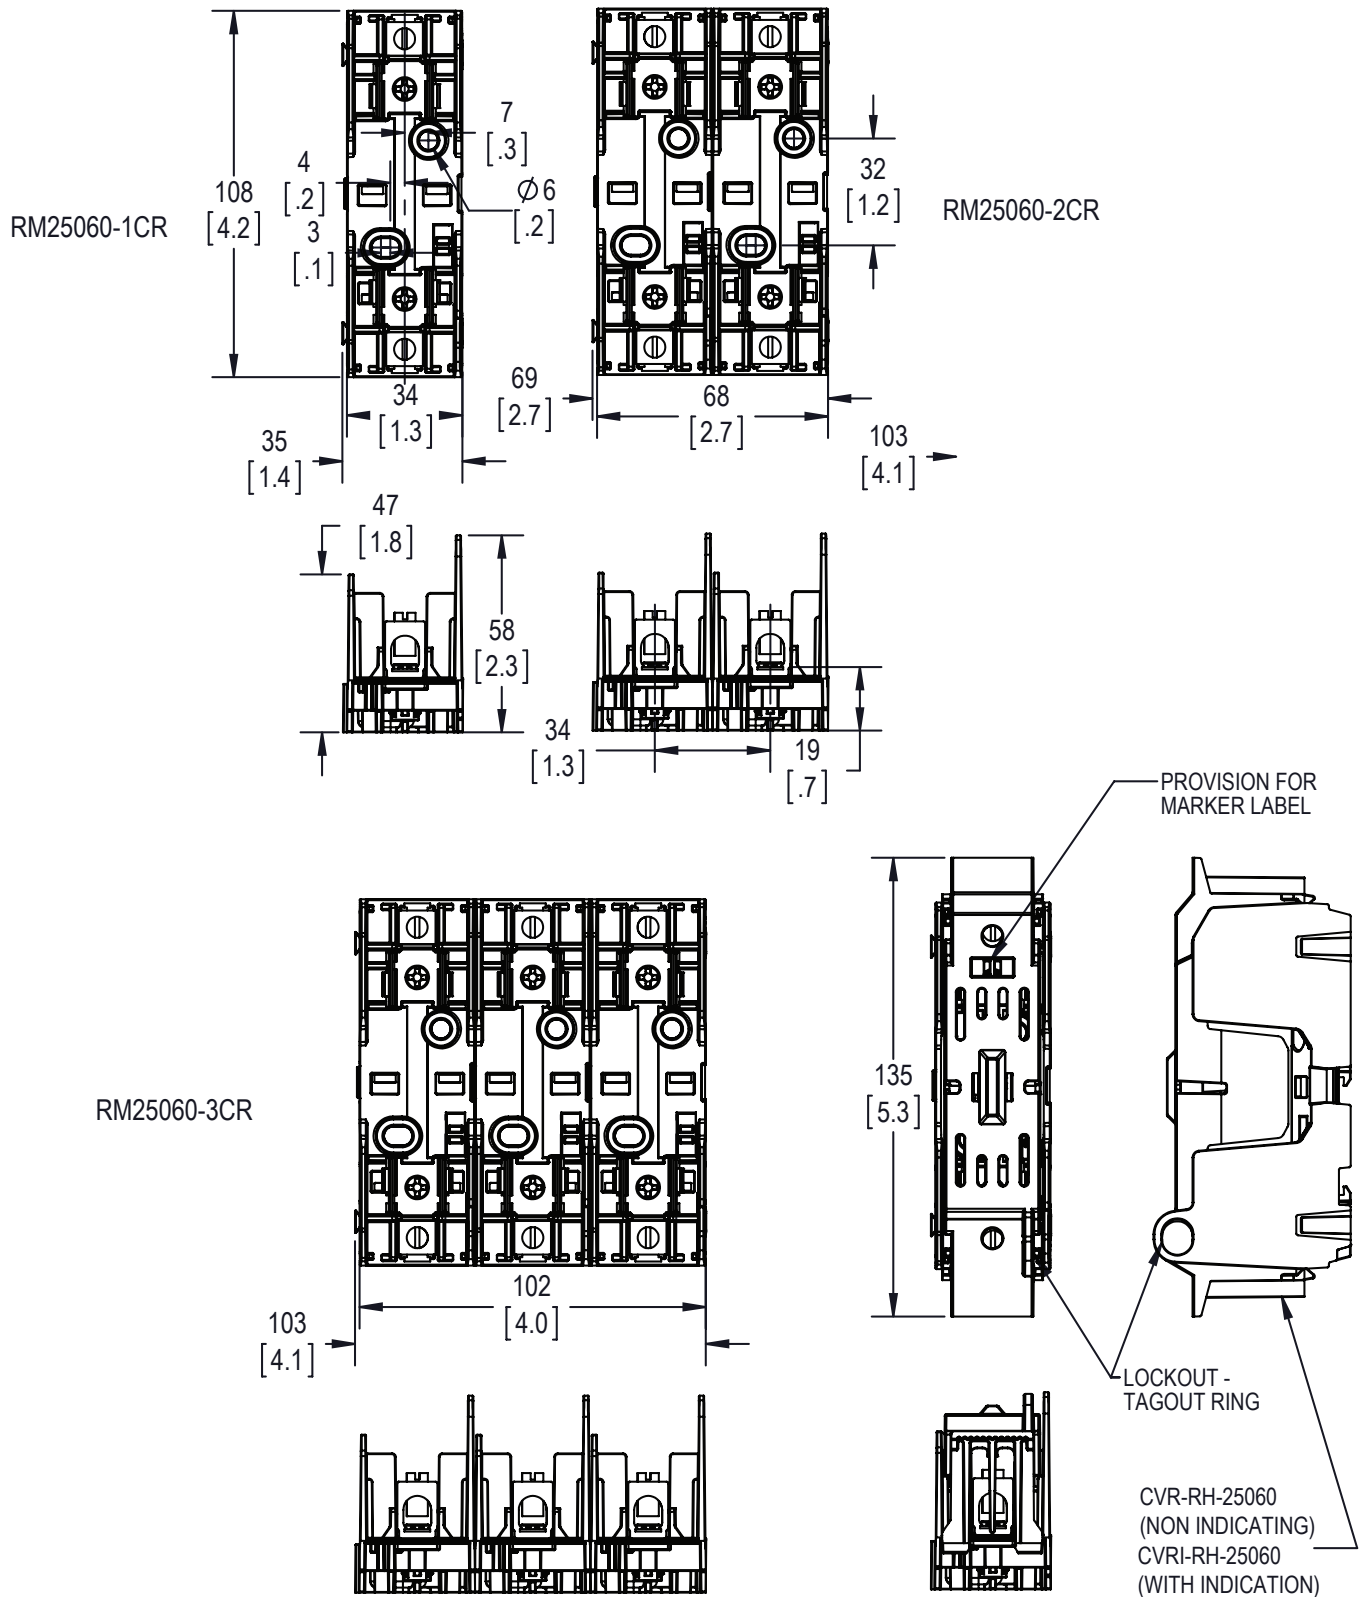 RM25060-1CR
108
[4.2]
4
[.2]
3
[.1]
7
[.3]
Ø6
[.2]
34
[1.3]
35
[1.4]
32
[1.2]
RM25060-2CR
69
[2.7]
68
[2.7]
103
[4.1]
47
[1.8]
58
[2.3]
34
[1.3]
19
[.7]
PROVISION FOR
MARKER LABEL
RM25060-3CR
102
[4.0]
103
[4.1]
135
[5.3]
LOCKOUT -
TAGOUT RING
CVR-RH-25060
(NON INDICATING)
CVRI-RH-25060
(WITH INDICATION)